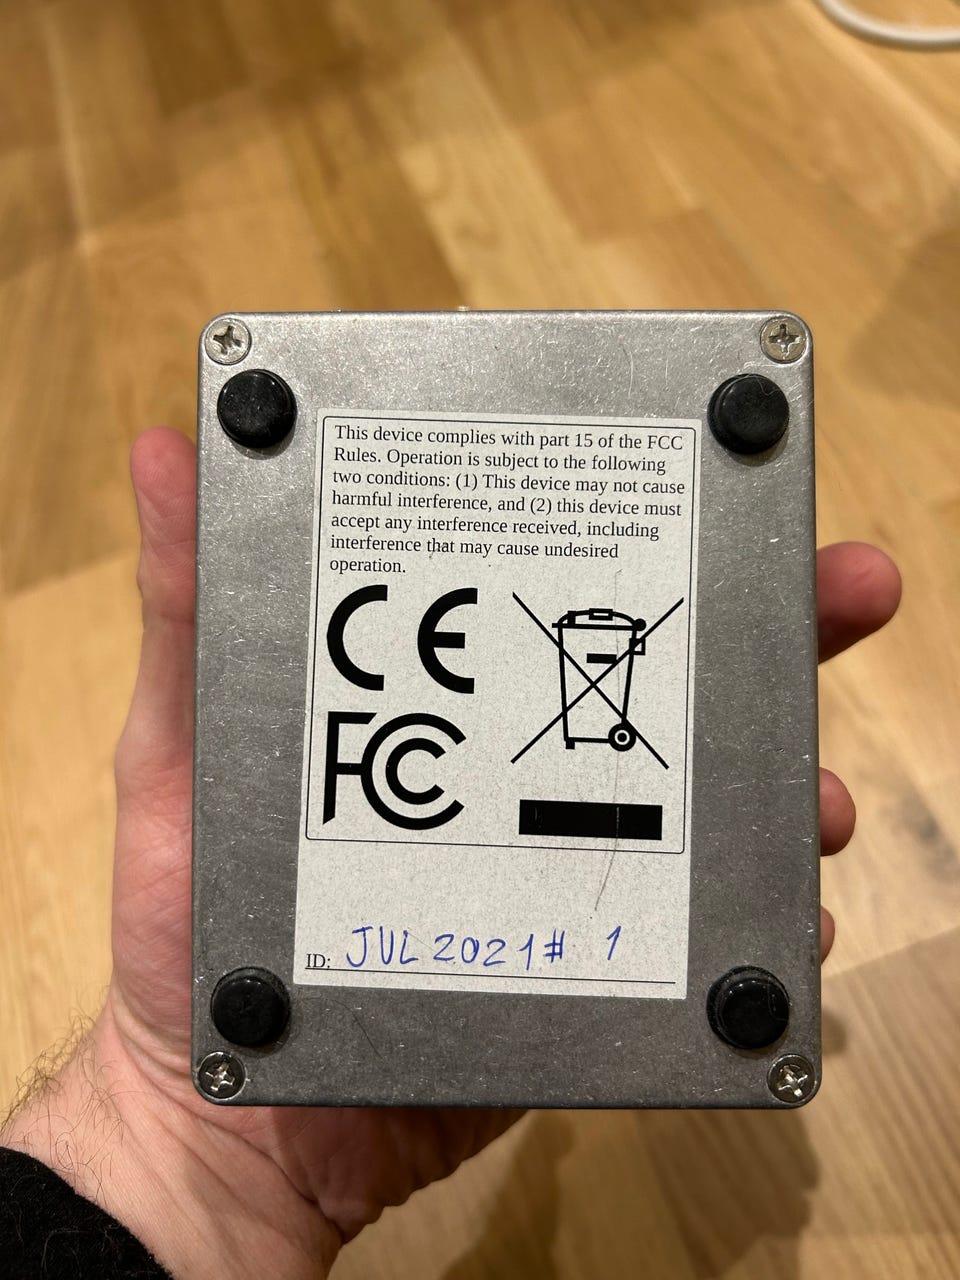 This device complies with part 15 of the FCC
Rules. Operation is subject to the following
two conditions: (1) This device may not cause
harmful interference, and (2) this device must
accept any interference received, including
interference that may cause undesired
operation.
CE
FC
ID: JUL 2021 # 1